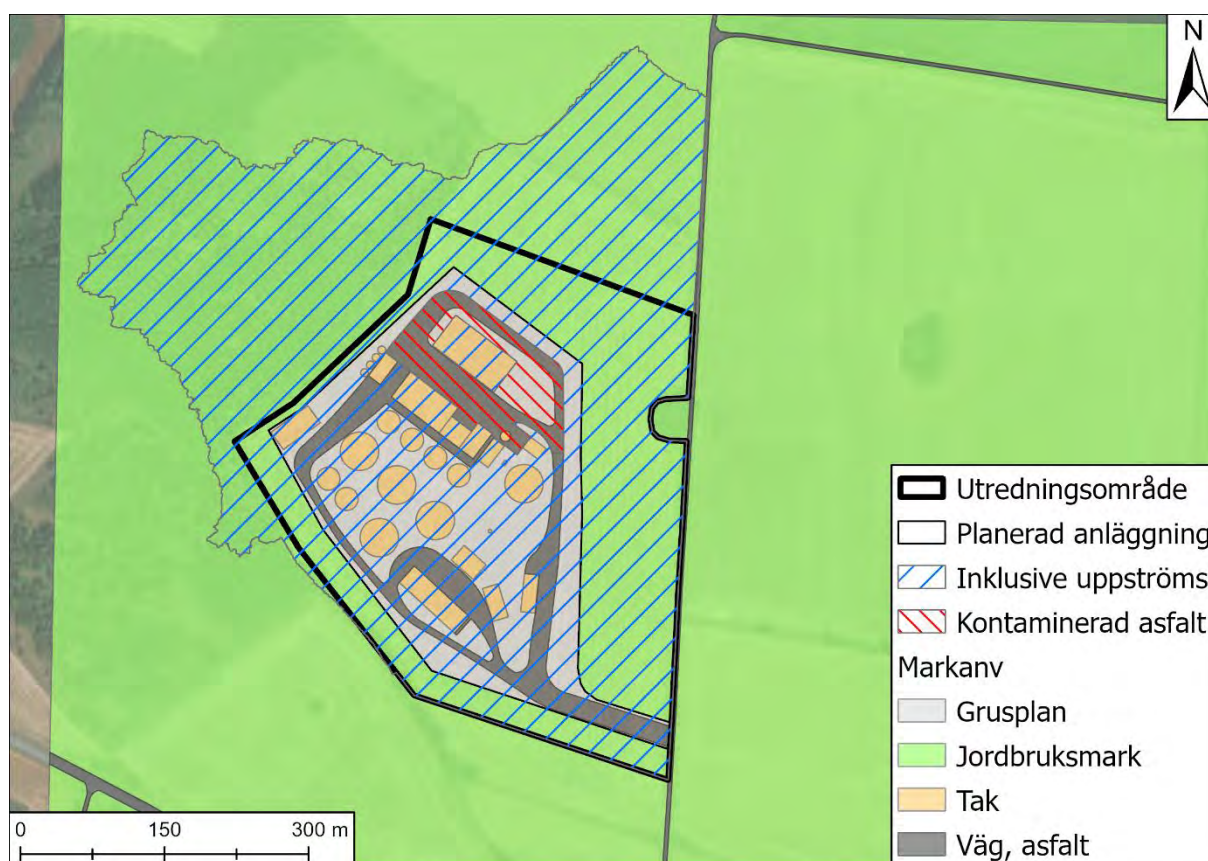 N
Utredningsområde
Planerad anläggning
Inklusive uppströms
Kontaminerad asfalt
Markanv
Grusplan
Jordbruksmark
Tak
Väg, asfalt
0 150 300 m